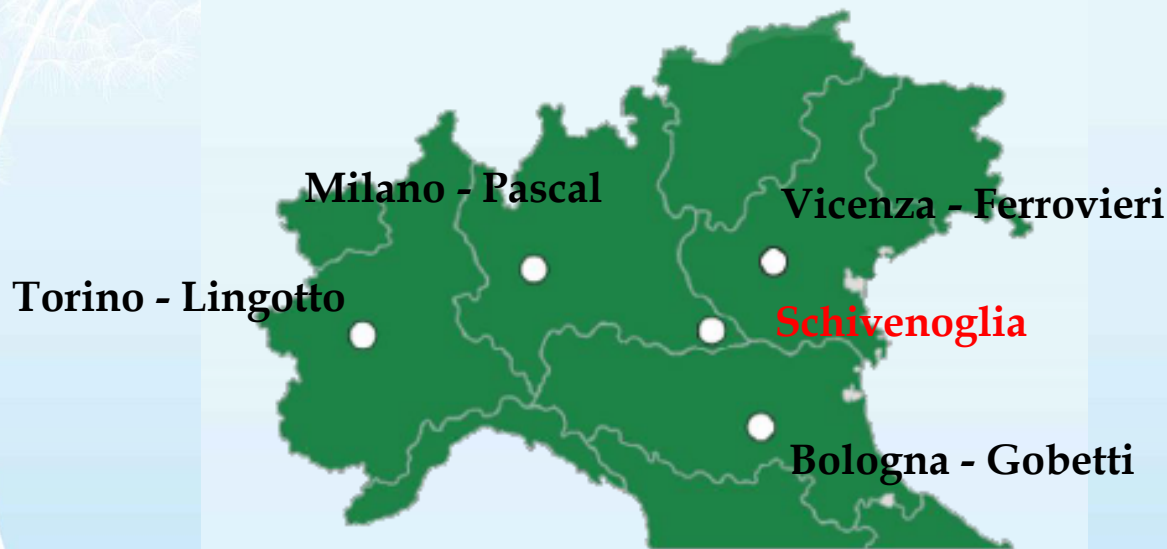 Milano - Pascal
Vicenza - Ferrovieri
Torino - Lingotto
Schivenoglia
Bologna - Gobetti